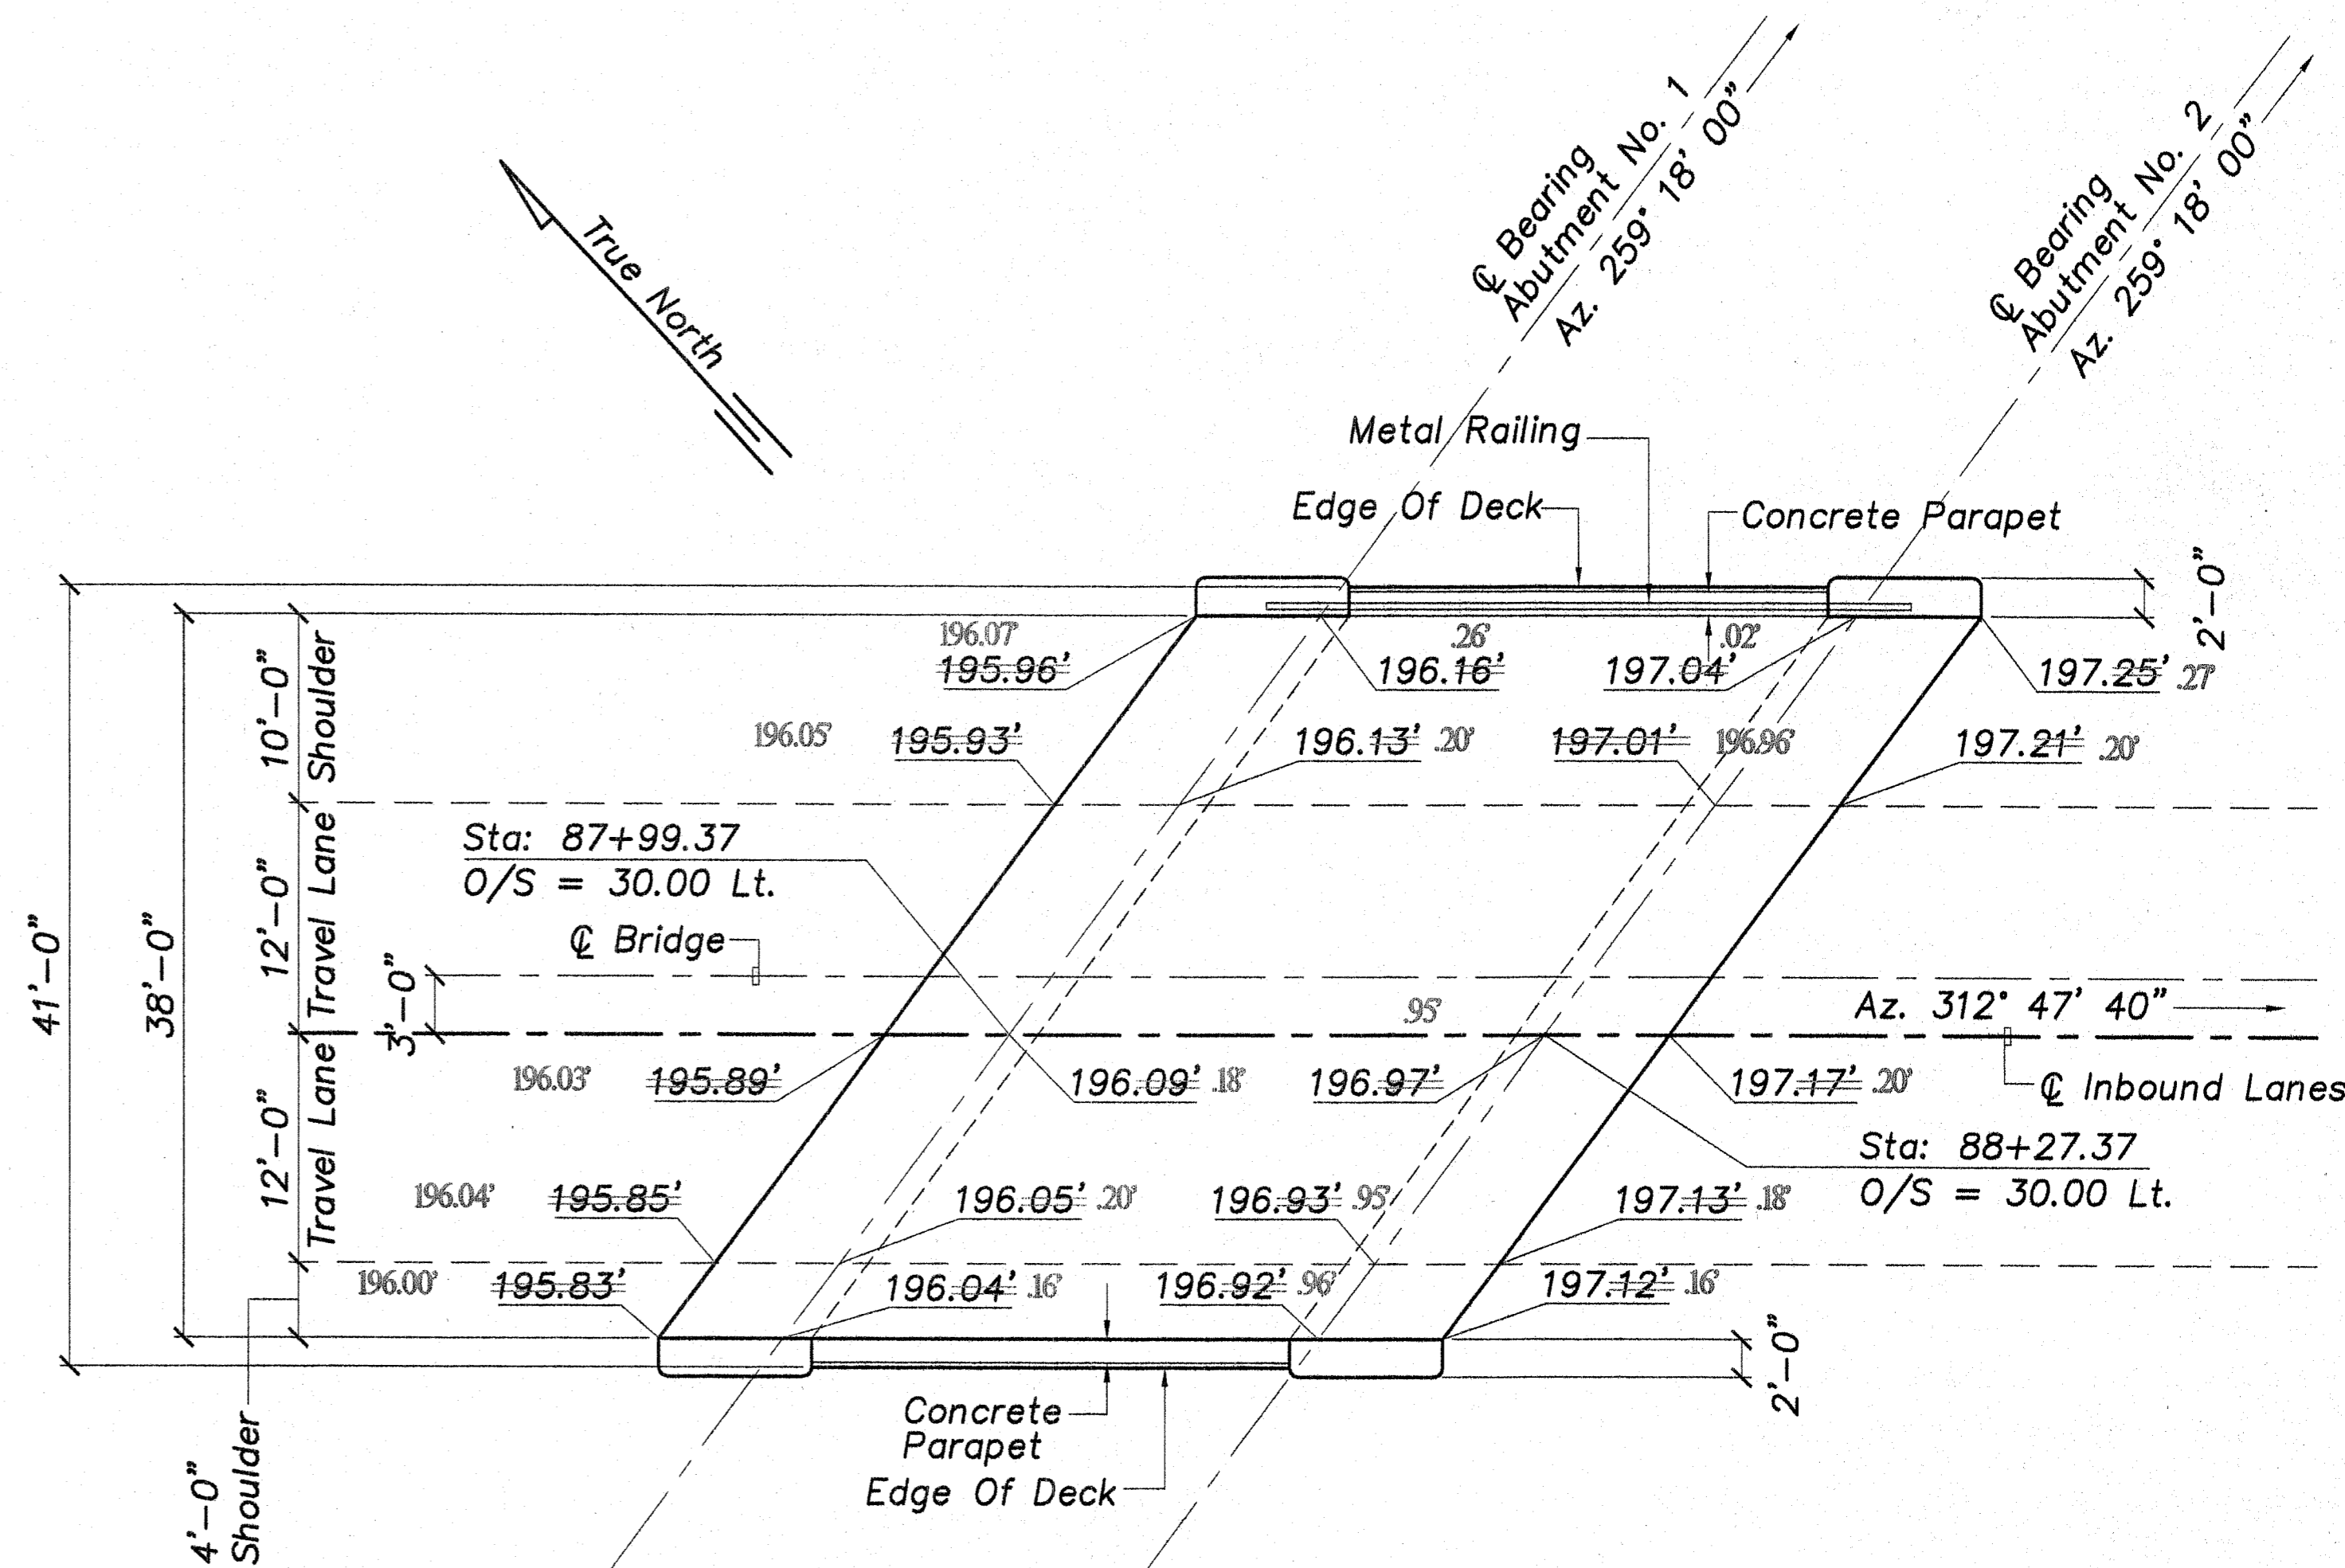 ℄ Bearing
Abutment No. 1
Az. 259° 18' 00"
℄ Bearing
Abutment No. 2
Az. 259° 18' 00"
True North
Metal Railing
Edge Of Deck
Concrete Parapet
2'-0"
196.07'
.26'
.02'
195.96'
196.16'
197.04'
197.25' .27'
10'-0"
Shoulder
196.05' 195.93'
196.13' .20'
197.01' 196.96'
197.21' .20'
Sta: 87+99.37
O/S = 30.00 Lt.
12'-0"
Travel Lane
℄ Bridge
41'-0"
38'-0"
3'-0"
.95'
Az. 312° 47' 40"
196.03' 195.89'
196.09' .18'
196.97'
197.17' .20'
℄ Inbound Lanes
12'-0"
Travel Lane
Sta: 88+27.37
O/S = 30.00 Lt.
196.04' 195.85'
196.05' .20'
196.93' .95'
197.13' .18'
196.00' 195.83'
196.04' .16'
196.92' .96'
197.12' .16'
2'-0"
Concrete
Parapet
Edge Of Deck
4'-0"
Shoulder